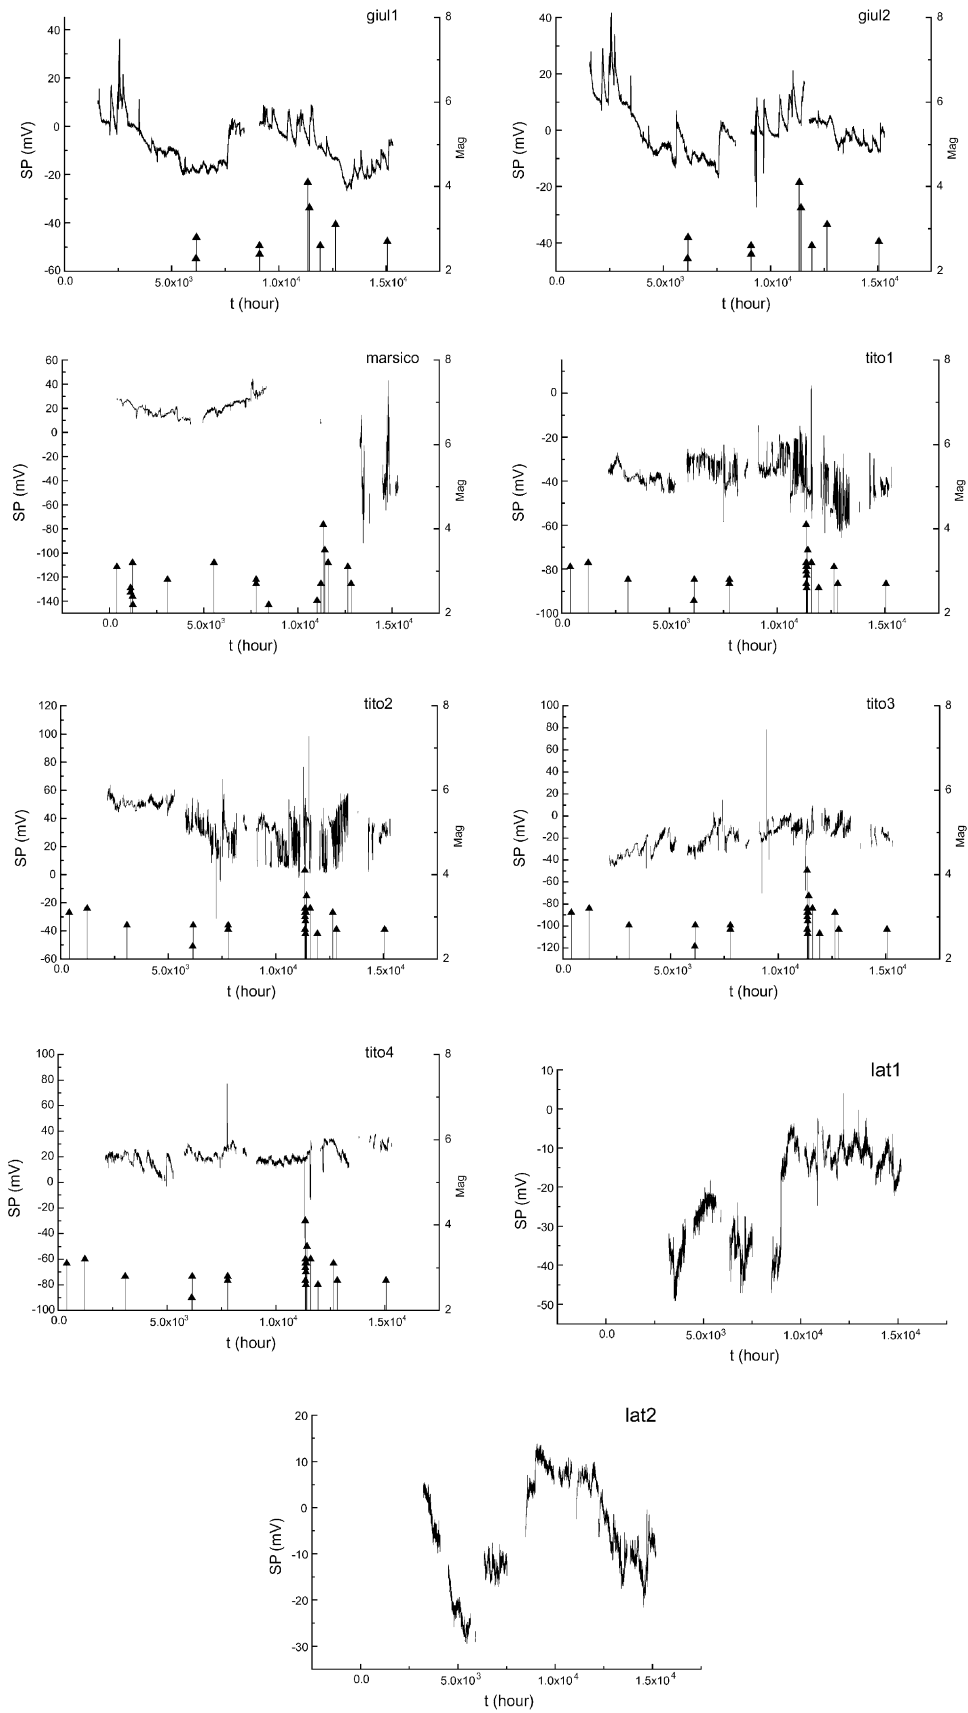 giul1
40
20
0
-20
-40
-60
SP (mV)
8
6
4
2
Mag
0.0
5.0x10³
1.0x10⁴
1.5x10⁴
t (hour)
giul2
40
20
0
-20
-40
SP (mV)
8
6
4
2
Mag
5.0x10³
1.0x10⁴
1.5x10⁴
t (hour)
marsico
60
40
20
0
-20
-40
-60
-80
-100
-120
-140
SP (mV)
8
6
4
2
Mag
0.0
5.0x10³
1.0x10⁴
1.5x10⁴
t (hour)
tito1
0
-20
-40
-60
-80
-100
SP (mV)
8
6
4
2
Mag
0.0
5.0x10³
1.0x10⁴
1.5x10⁴
t (hour)
tito2
120
100
80
60
40
20
0
-20
-40
-60
SP (mV)
8
6
4
2
Mag
0.0
5.0x10³
1.0x10⁴
1.5x10⁴
t (hour)
tito3
100
80
60
40
20
0
-20
-40
-60
-80
-100
-120
SP (mV)
8
6
4
2
Mag
0.0
5.0x10³
1.0x10⁴
1.5x10⁴
t (hour)
tito4
100
80
60
40
20
0
-20
-40
-60
-80
-100
SP (mV)
8
6
4
2
Mag
0.0
5.0x10³
1.0x10⁴
1.5x10⁴
t (hour)
lat1
10
0
-10
-20
-30
-40
-50
SP (mV)
0.0
5.0x10³
1.0x10⁴
1.5x10⁴
t (hour)
lat2
20
10
0
-10
-20
-30
SP (mV)
0.0
5.0x10³
1.0x10⁴
1.5x10⁴
t (hour)